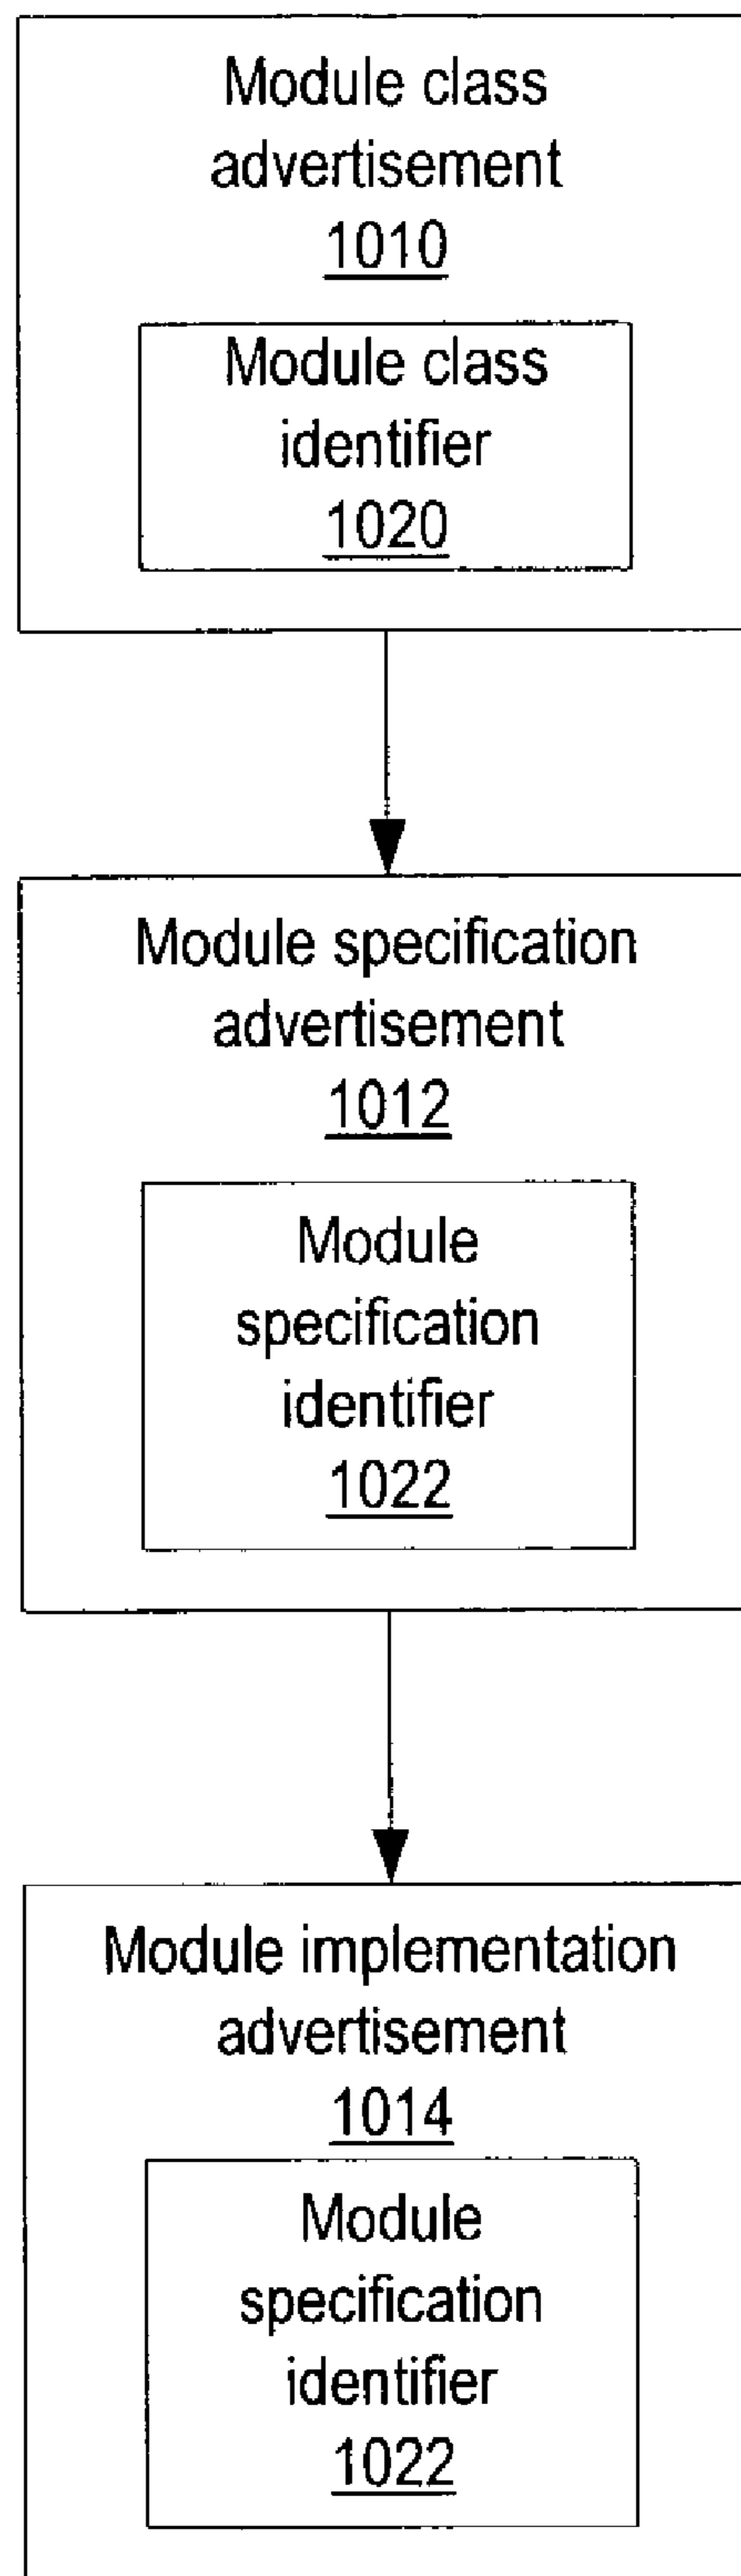 Module class
advertisement
1010
Module class
identifier
1020
Module specification
advertisement
1012
Module
specification
identifier
1022
Module implementation
advertisement
1014
Module
specification
identifier
1022